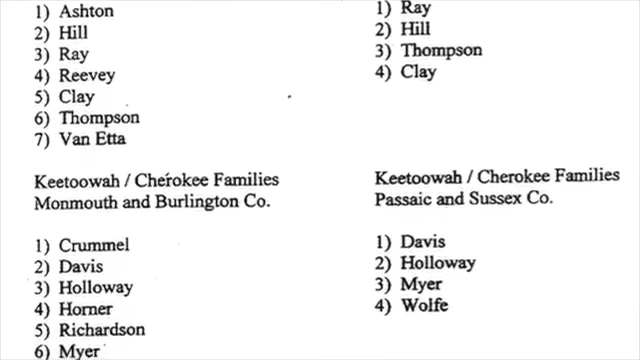 1) Ashton
2) Hill
3) Ray
4) Reevey
5) Clay
6) Thompson
7) Van Etta
Keetoowah / Cherokee Families
Monmouth and Burlington Co.
1) Crummel
2) Davis
3) Holloway
4) Horner
5) Richardson
6) Myer
1) Ray
2) Hill
3) Thompson
4) Clay
Keetoowah / Cherokee Families
Passaic and Sussex Co.
1) Davis
2) Holloway
3) Myer
4) Wolfe